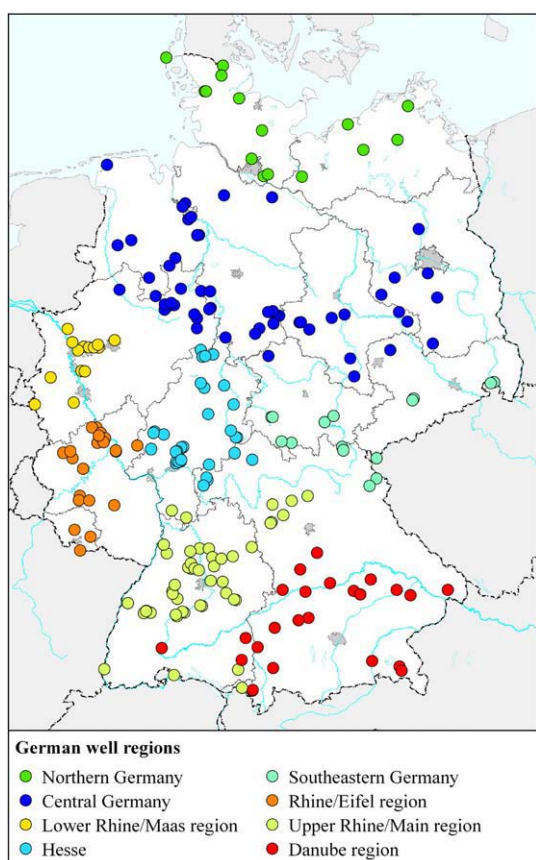 German well regions
Northern Germany
Southeastern Germany
Central Germany
Rhine/Eifel region
Lower Rhine/Maas region
Upper Rhine/Main region
Hesse
Danube region